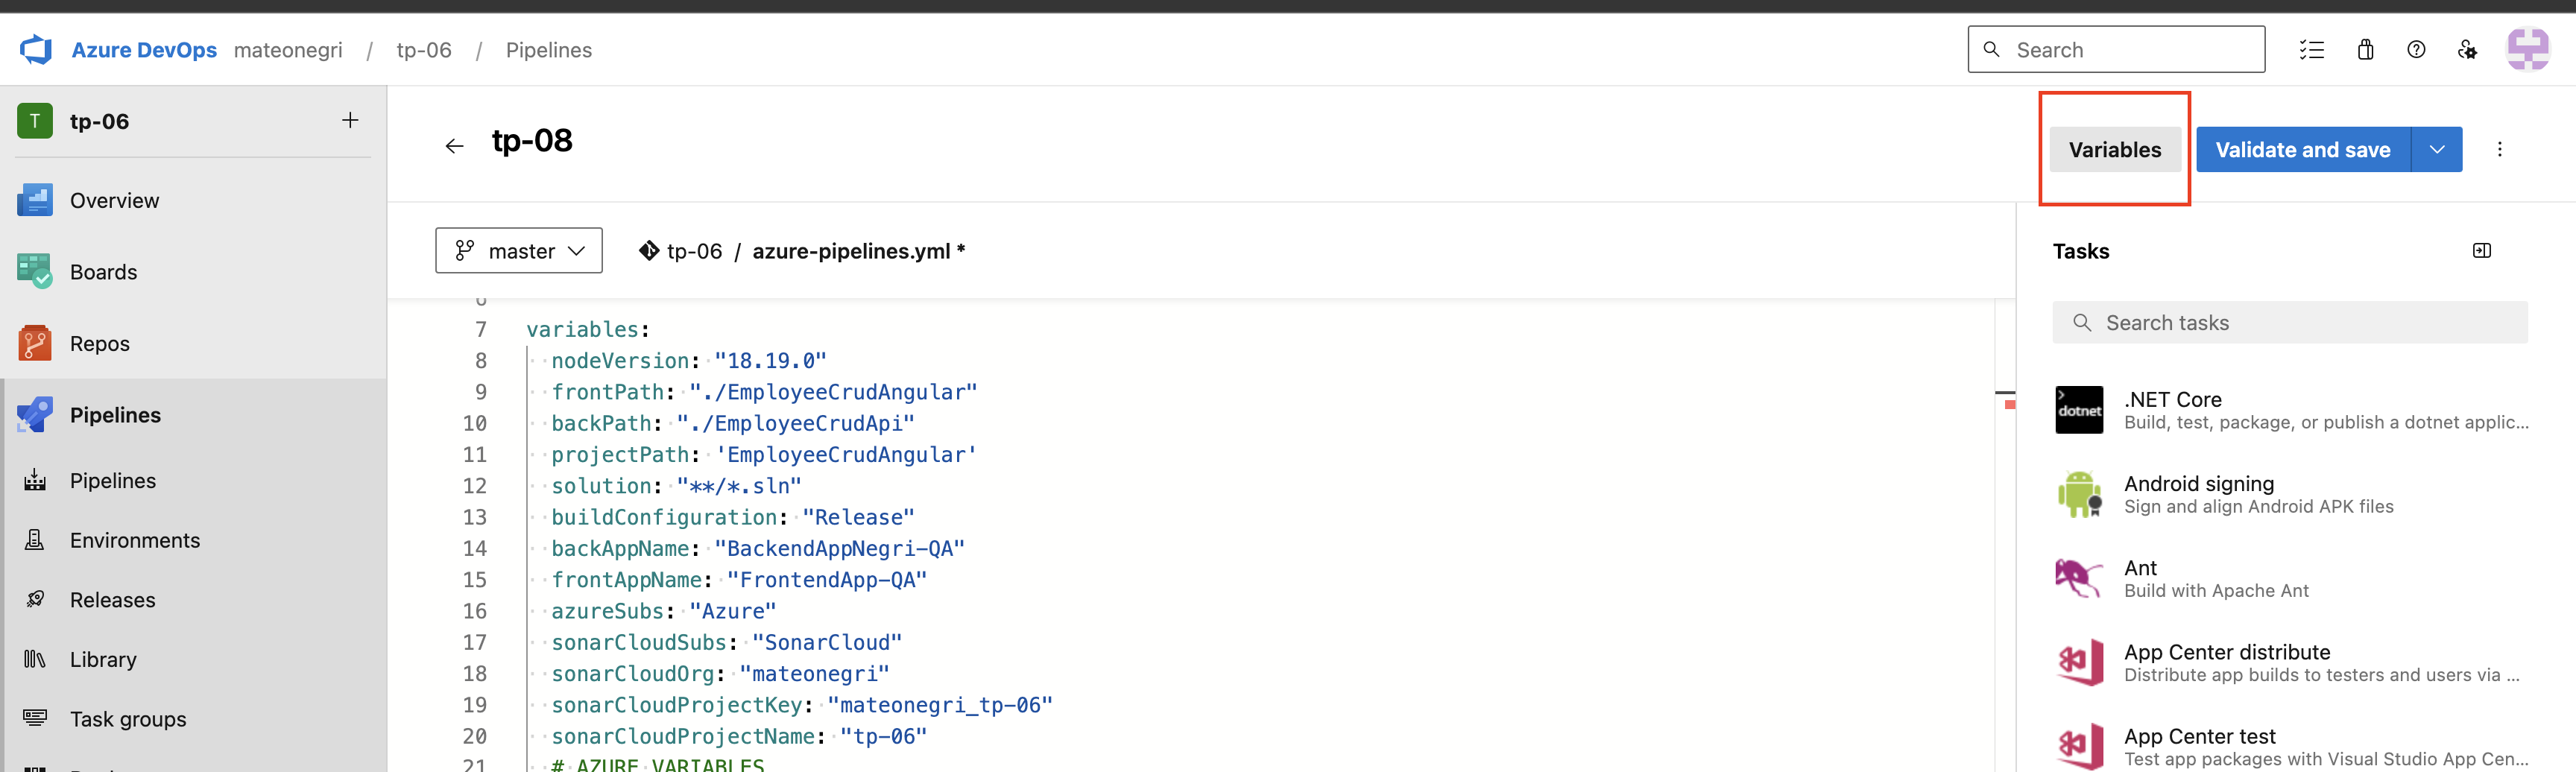 Azure DevOps mateonegri / tp-06 / Pipelines
Search
T tp-06 +
Overview
Boards
Repos
Pipelines
Pipelines
Environments
Releases
Library
Task groups
tp-08
Variables
Validate and save
master
tp-06 / azure-pipelines.yml *
6
7 variables:
8 nodeVersion: "18.19.0"
9 frontPath: "./EmployeeCrudAngular"
10 backPath: "./EmployeeCrudApi"
11 projectPath: 'EmployeeCrudAngular'
12 solution: "**/*.sln"
13 buildConfiguration: "Release"
14 backAppName: "BackendAppNegri-QA"
15 frontAppName: "FrontendApp-QA"
16 azureSubs: "Azure"
17 sonarCloudSubs: "SonarCloud"
18 sonarCloudOrg: "mateonegri"
19 sonarCloudProjectKey: "mateonegri_tp-06"
20 sonarCloudProjectName: "tp-06"
21 # AZURE VARIABLES
Tasks
Search tasks
dotnet
.NET Core
Build, test, package, or publish a dotnet applic...
Android signing
Sign and align Android APK files
Ant
Build with Apache Ant
App Center distribute
Distribute app builds to testers and users via ...
App Center test
Test app packages with Visual Studio App Cen...